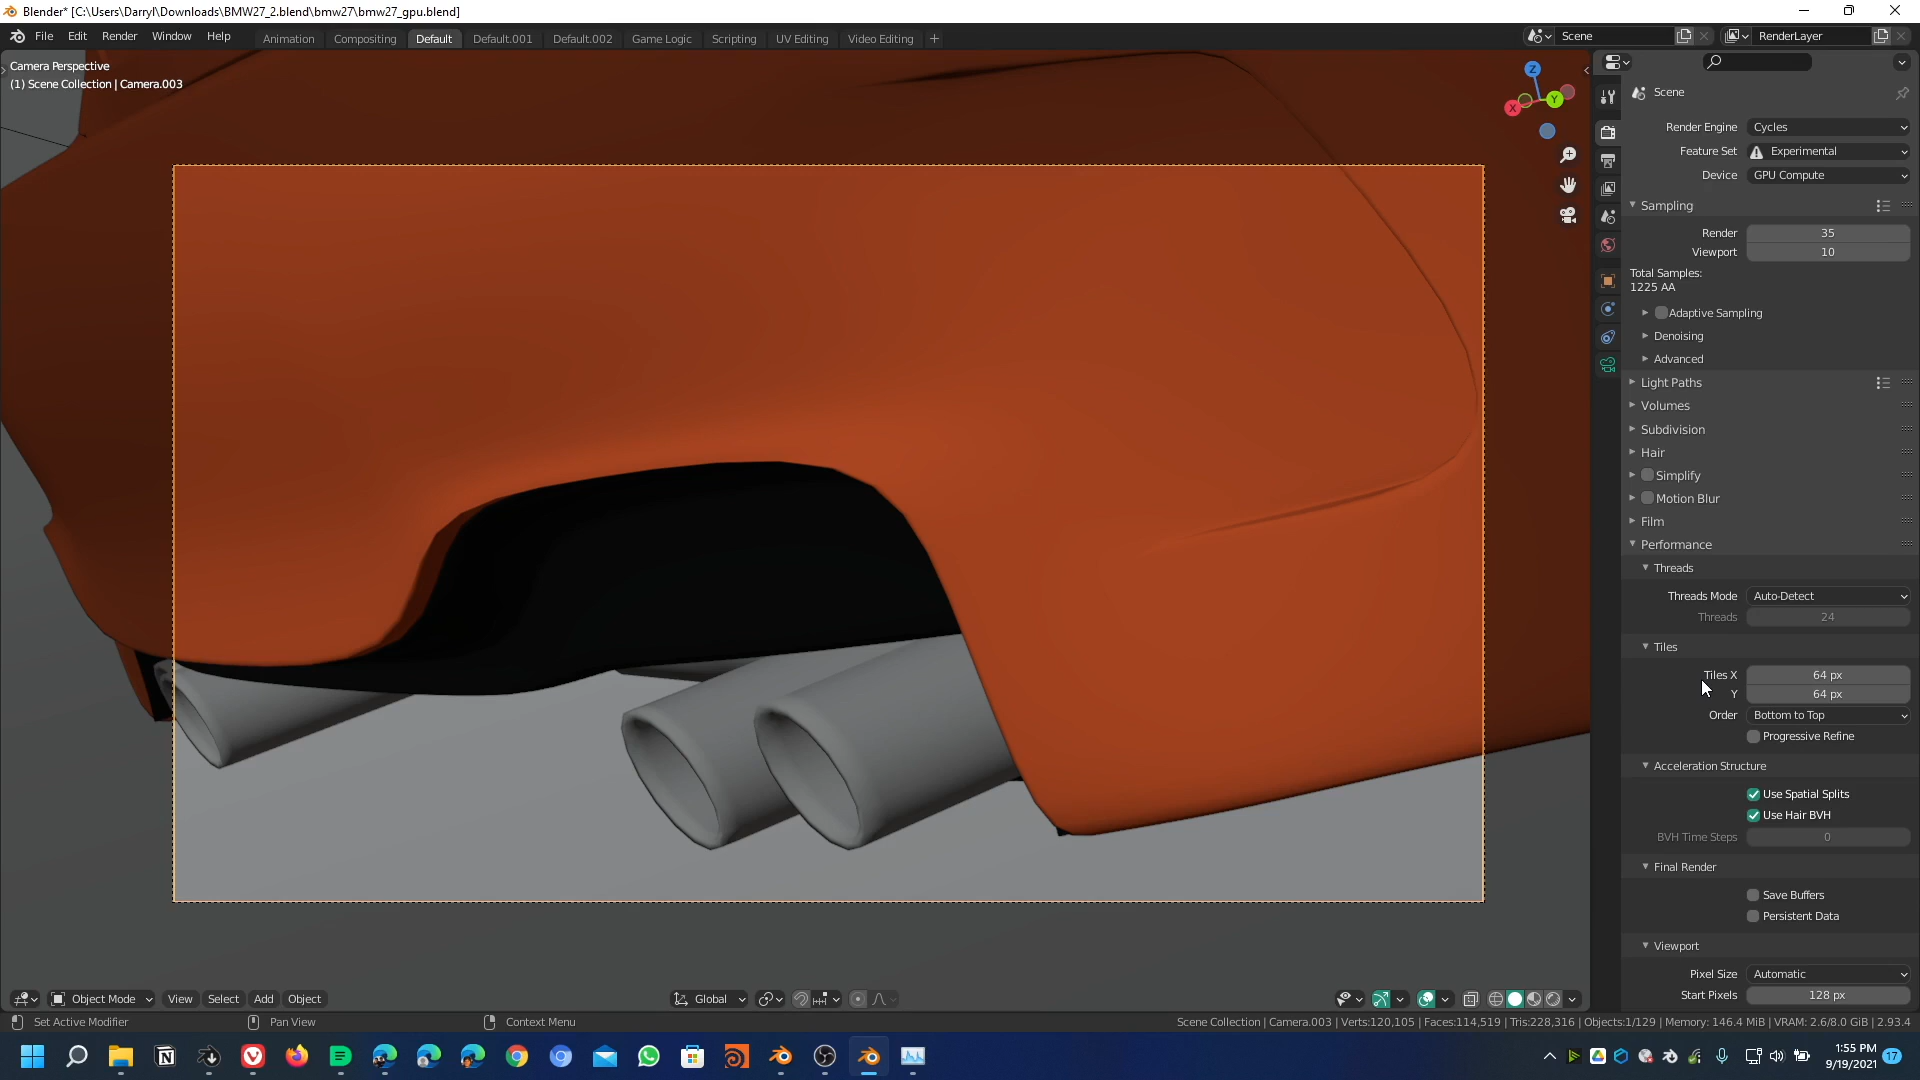 Blender* [C:\Users\Darryl\Downloads\BMW27_2.blend\bmw27\bmw27_gpu.blend]
File Edit Render Window Help Animation Compositing Default Default.001 Default.002 Game Logic Scripting UV Editing Video Editing + Scene RenderLayer
Camera Perspective
(1) Scene Collection | Camera.003
Z
X
Y
Scene
Render Engine Cycles
Feature Set Experimental
Device GPU Compute
Sampling
Render 35
Viewport 10
Total Samples:
1225 AA
Adaptive Sampling
Denoising
Advanced
Light Paths
Volumes
Subdivision
Hair
Simplify
Motion Blur
Film
Performance
Threads
Threads Mode Auto-Detect
Threads 24
Tiles
Tiles X 64 px
Y 64 px
Order Bottom to Top
Progressive Refine
Acceleration Structure
Use Spatial Splits
Use Hair BVH
BVH Time Steps 0
Final Render
Save Buffers
Persistent Data
Viewport
Pixel Size Automatic
Start Pixels 128 px
Object Mode View Select Add Object Global
Set Active Modifier Pan View Context Menu Scene Collection | Camera.003 | Verts:120,105 | Faces:114,519 | Tris:228,316 | Objects:1/129 | Memory: 146.4 MiB | VRAM: 2.6/8.0 GiB | 2.93.4
1:55 PM
9/19/2021
17